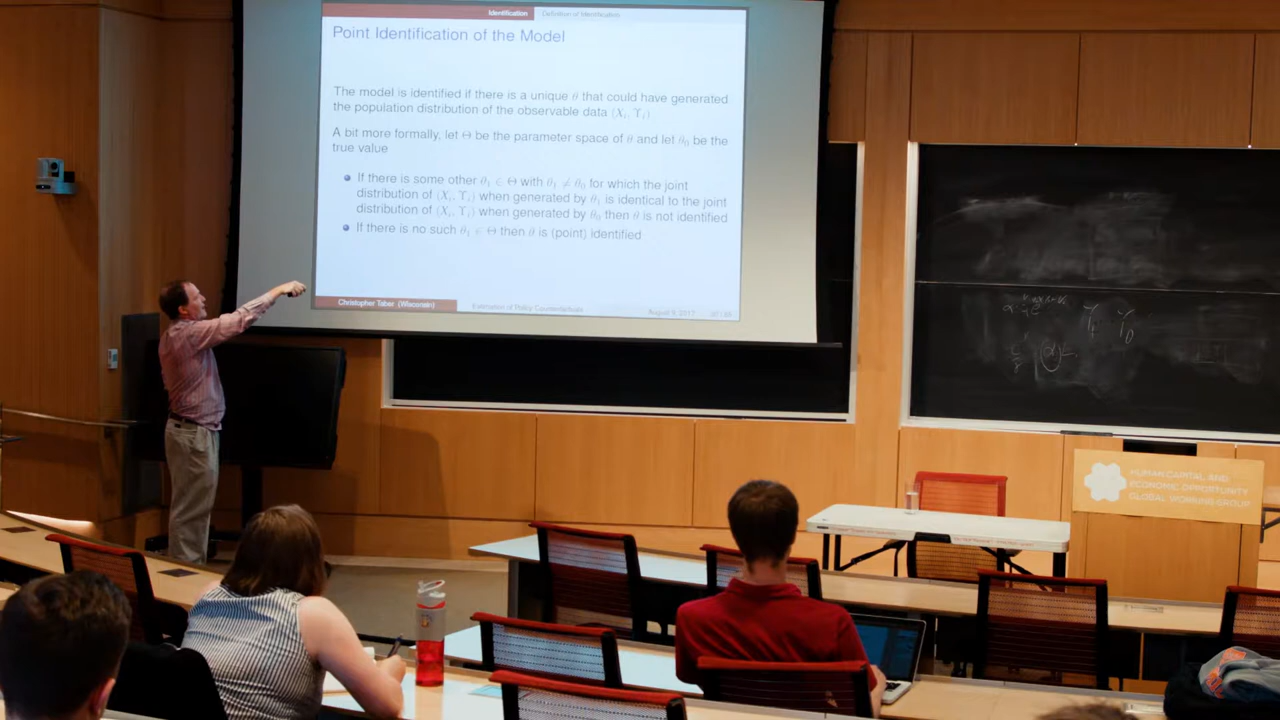 Identification Definition of Identification
Point Identification of the Model
The model is identified if there is a unique θ that could have generated
the population distribution of the observable data (Xᵢ, Υᵢ)
A bit more formally, let Θ be the parameter space of θ and let θ₀ be the
true value
If there is some other θ₁ ∈ Θ with θ₁ ≠ θ₀ for which the joint
distribution of (Xᵢ, Υᵢ) when generated by θ₁ is identical to the joint
distribution of (Xᵢ, Υᵢ) when generated by θ₀ then θ is not identified
If there is no such θ₁ ∈ Θ then θ is (point) identified
Christopher Taber (Wisconsin) Estimation of Policy Counterfactuals August 8, 2017
HUMAN CAPITAL AND
ECONOMIC OPPORTUNITY
GLOBAL WORKING GROUP